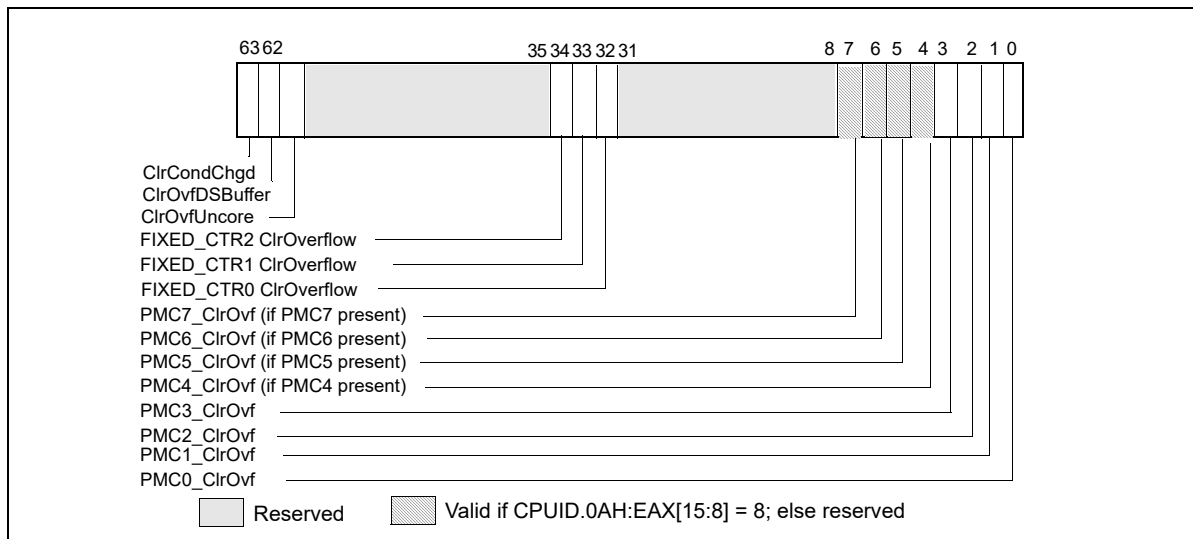 63 62 35 34 33 32 31 8 7 6 5 4 3 2 1 0
ClrCondChgd
ClrOvfDSBuffer
ClrOvfUncore
FIXED_CTR2 ClrOverflow
FIXED_CTR1 ClrOverflow
FIXED_CTR0 ClrOverflow
PMC7_ClrOvf (if PMC7 present)
PMC6_ClrOvf (if PMC6 present)
PMC5_ClrOvf (if PMC5 present)
PMC4_ClrOvf (if PMC4 present)
PMC3_ClrOvf
PMC2_ClrOvf
PMC1_ClrOvf
PMC0_ClrOvf
Reserved Valid if CPUID.0AH:EAX[15:8] = 8; else reserved